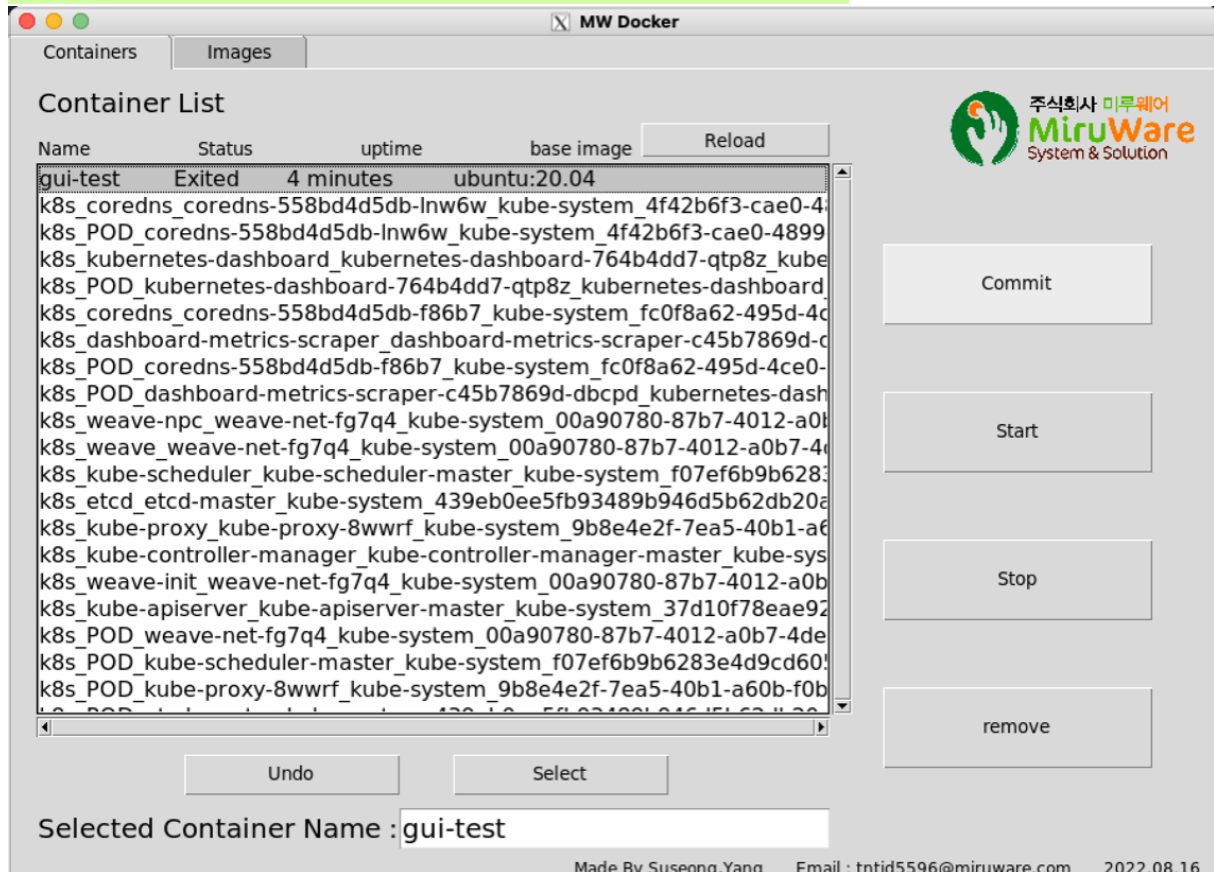 MW Docker
Containers Images
Container List
주식회사 미루웨어
MiruWare
System & Solution
Name Status uptime base image Reload
gui-test Exited 4 minutes ubuntu:20.04
k8s_coredns_coredns-558bd4d5db-lnw6w_kube-system_4f42b6f3-cae0-48
k8s_POD_coredns-558bd4d5db-lnw6w_kube-system_4f42b6f3-cae0-4899
k8s_kubernetes-dashboard_kubernetes-dashboard-764b4dd7-qtp8z_kube
k8s_POD_kubernetes-dashboard-764b4dd7-qtp8z_kubernetes-dashboard_
k8s_coredns_coredns-558bd4d5db-f86b7_kube-system_fc0f8a62-495d-4c
k8s_dashboard-metrics-scraper_dashboard-metrics-scraper-c45b7869d-d
k8s_POD_coredns-558bd4d5db-f86b7_kube-system_fc0f8a62-495d-4ce0-
k8s_POD_dashboard-metrics-scraper-c45b7869d-dbcpd_kubernetes-dash
k8s_weave-npc_weave-net-fg7q4_kube-system_00a90780-87b7-4012-a0b
k8s_weave_weave-net-fg7q4_kube-system_00a90780-87b7-4012-a0b7-4d
k8s_kube-scheduler_kube-scheduler-master_kube-system_f07ef6b9b6283
k8s_etcd_etcd-master_kube-system_439eb0ee5fb93489b946d5b62db20a
k8s_kube-proxy_kube-proxy-8wwrf_kube-system_9b8e4e2f-7ea5-40b1-a6
k8s_kube-controller-manager_kube-controller-manager-master_kube-sys
k8s_weave-init_weave-net-fg7q4_kube-system_00a90780-87b7-4012-a0b
k8s_kube-apiserver_kube-apiserver-master_kube-system_37d10f78eae92
k8s_POD_weave-net-fg7q4_kube-system_00a90780-87b7-4012-a0b7-4de
k8s_POD_kube-scheduler-master_kube-system_f07ef6b9b6283e4d9cd605
k8s_POD_kube-proxy-8wwrf_kube-system_9b8e4e2f-7ea5-40b1-a60b-f0b
Commit
Start
Stop
remove
Undo Select
Selected Container Name : gui-test
Made By Suseong.Yang Email : tntid5596@miruware.com 2022.08.16